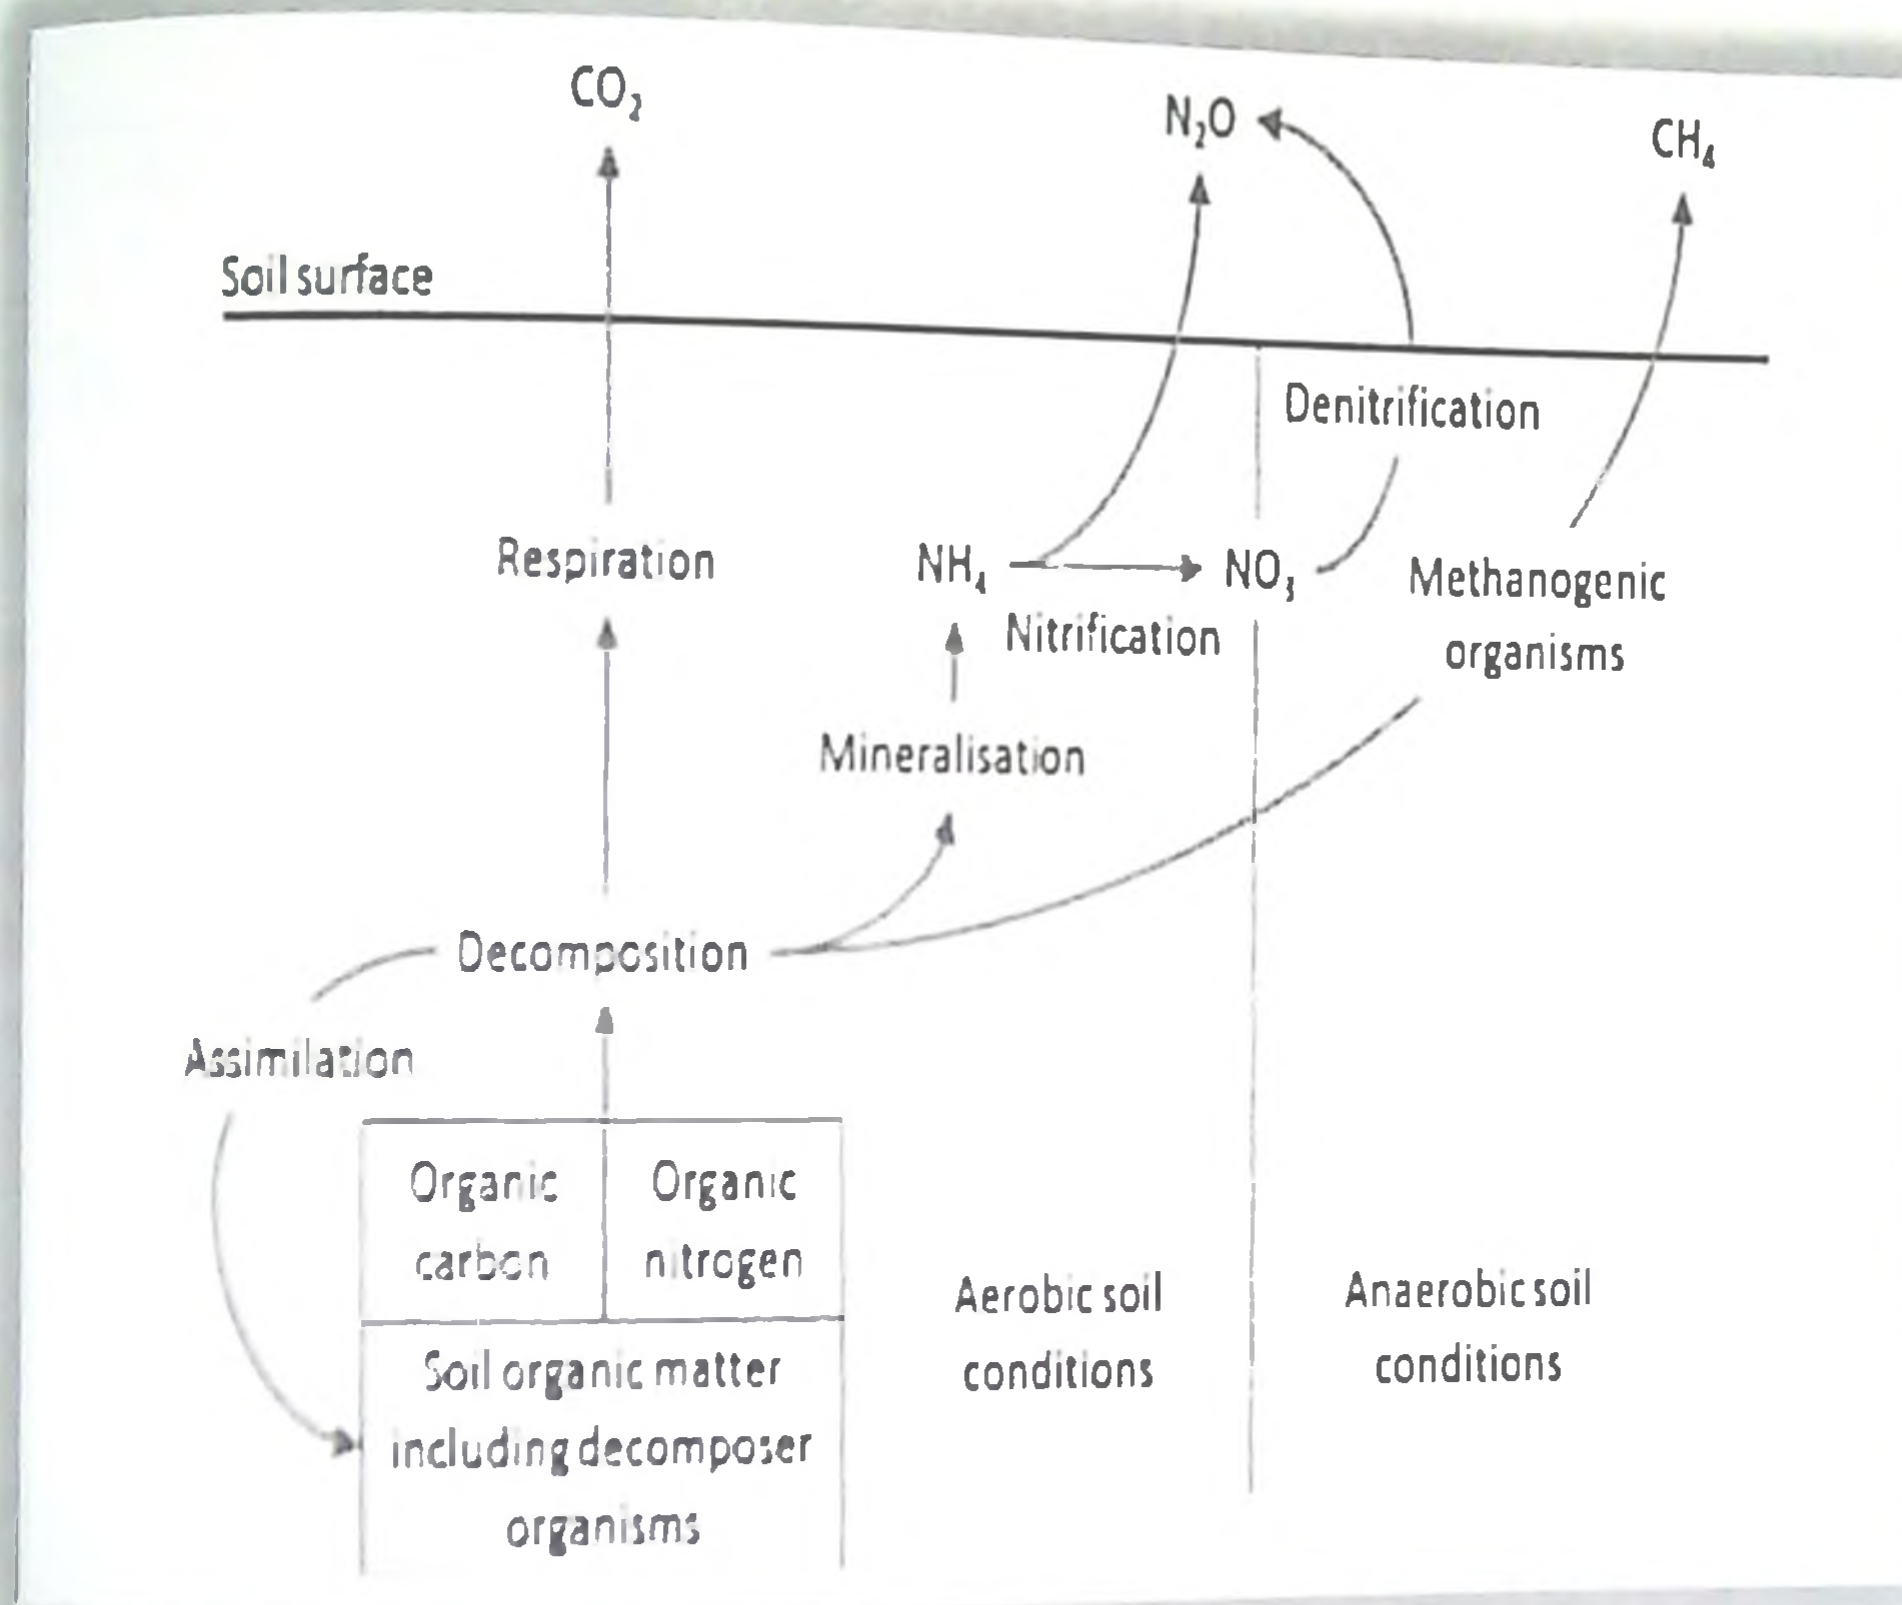 CO₂
N₂O
CH₄
Soil surface
Denitrification
Respiration
NH₄
NO₃
Methanogenic
organisms
Nitrification
Mineralisation
Decomposition
Assimilation
Organic
carbon
Organic
nitrogen
Soil organic matter
including decomposer
organisms
Aerobic soil
conditions
Anaerobic soil
conditions